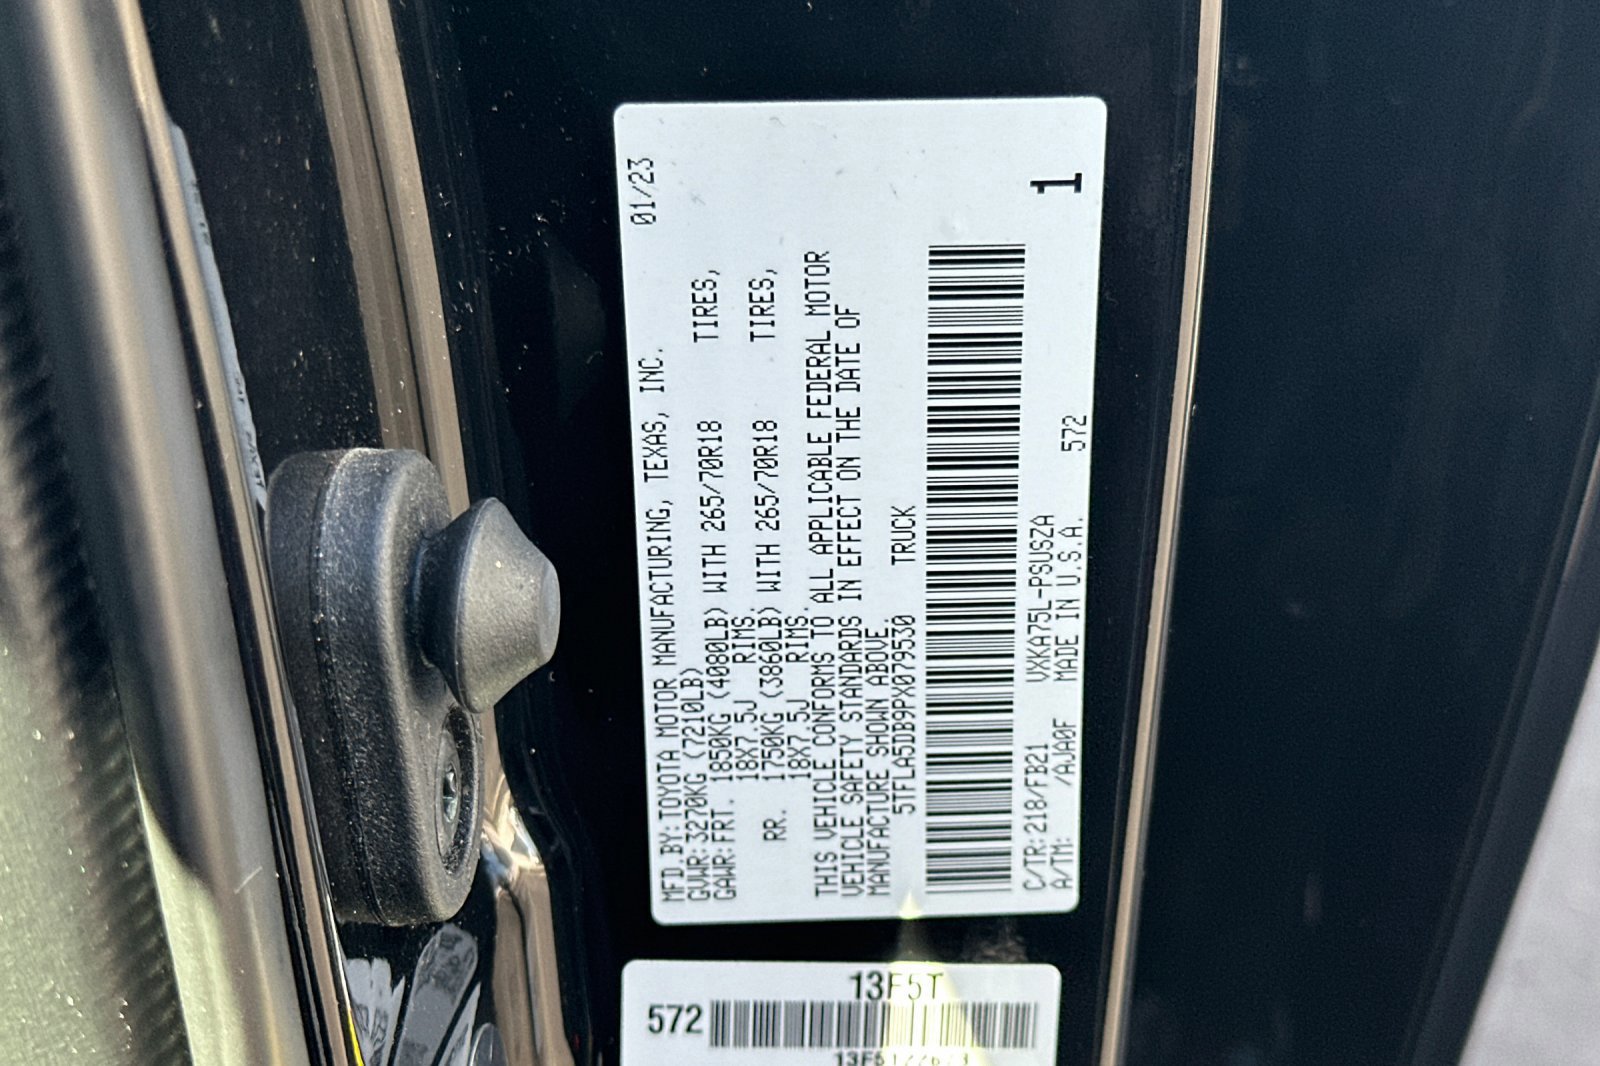 MFD.BY:TOYOTA MOTOR MANUFACTURING, TEXAS, INC. 01/23
GVWR:3270KG (7210LB)
GAWR:FRT. 1850KG (4080LB) WITH 265/70R18 TIRES,
18X7.5J RIMS.
RR. 1750KG (3860LB) WITH 265/70R18 TIRES,
18X7.5J RIMS.
THIS VEHICLE CONFORMS TO ALL APPLICABLE FEDERAL MOTOR
VEHICLE SAFETY STANDARDS IN EFFECT ON THE DATE OF
MANUFACTURE SHOWN ABOVE.
5TFLA5DB9PX079530 TRUCK
C/TR:218/FB21 VXKA75L-PSUSZA
A/TM: /AJA0F MADE IN U.S.A. 572
1
13F5T
572